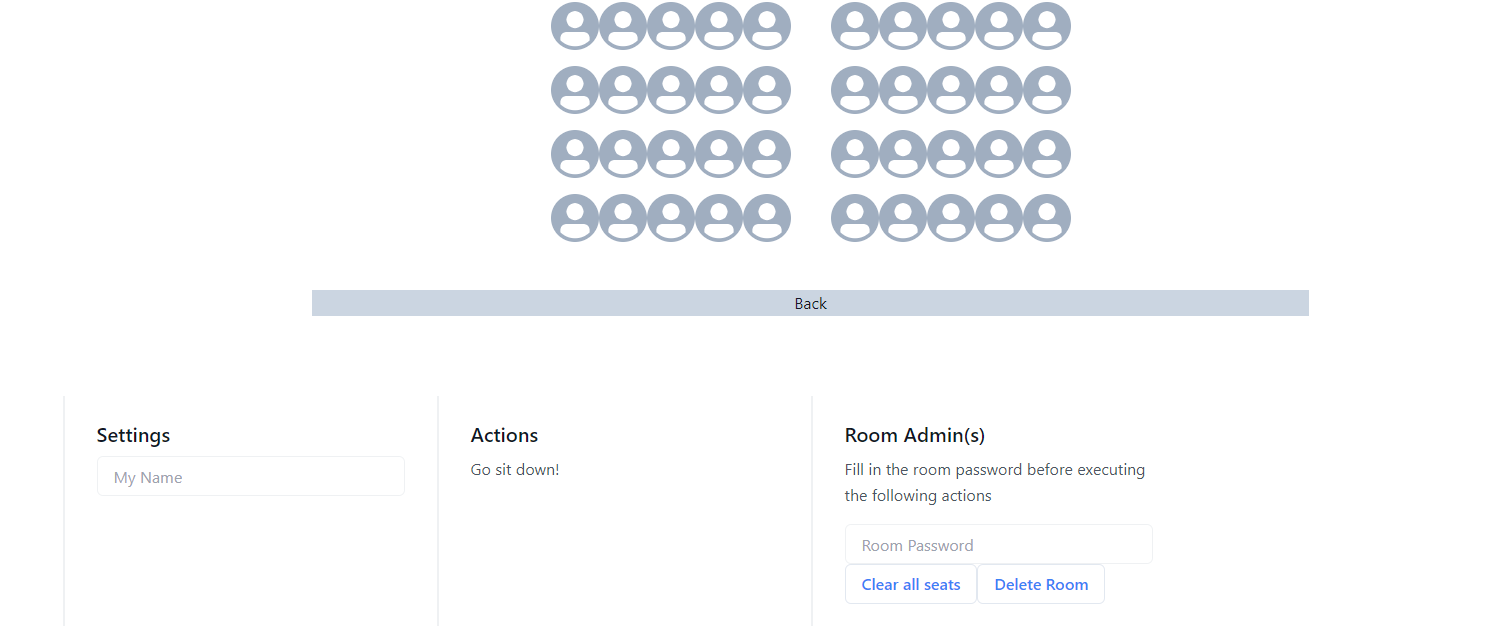 Back
Settings
My Name
Actions
Go sit down!
Room Admin(s)
Fill in the room password before executing
the following actions
Room Password
Clear all seats
Delete Room